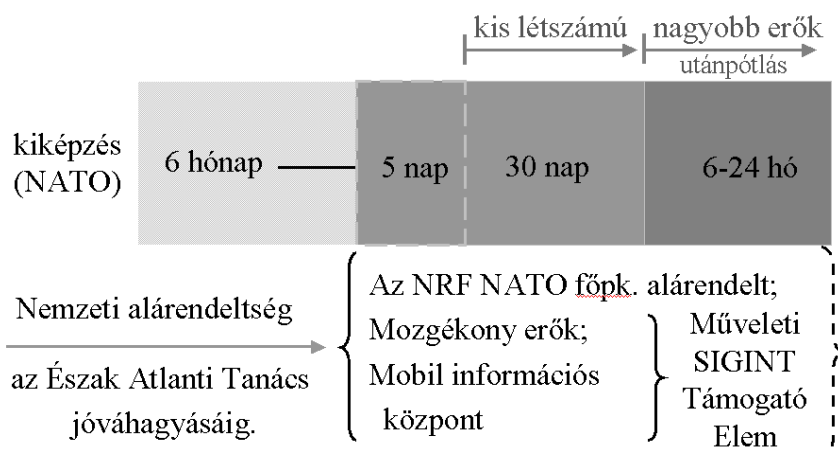 kis létszámú
nagyobb erők
utánpótlás
kiképzés
(NATO)
6 hónap
5 nap
30 nap
6-24 hó
Nemzeti alárendeltség
az Észak Atlanti Tanács
jóváhagyásáig.
Az NRF NATO főpk. alárendelt;
Mozgékony erők;
Mobil információs
központ
Műveleti
SIGINT
Támogató
Elem